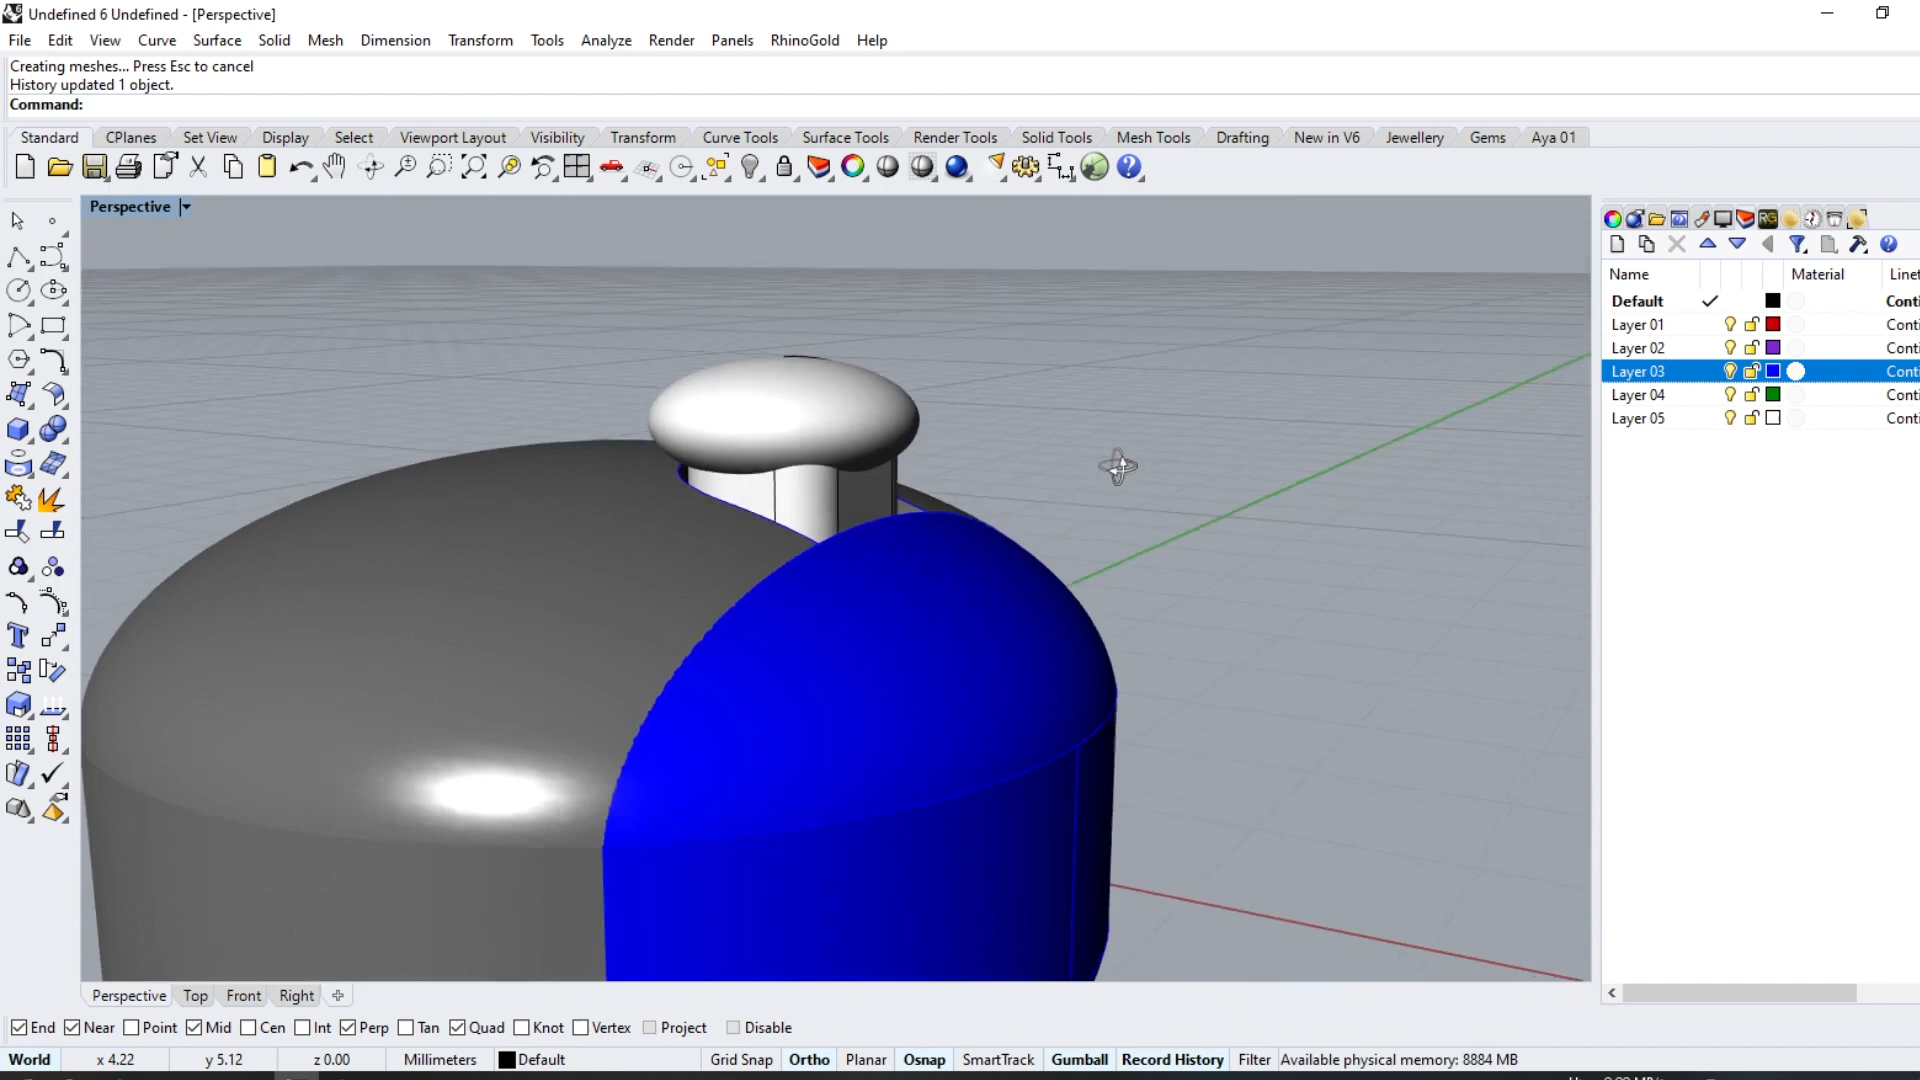 Undefined 6 Undefined - [Perspective]
File Edit View Curve Surface Solid Mesh Dimension Transform Tools Analyze Render Panels RhinoGold Help
Creating meshes... Press Esc to cancel
History updated 1 object.
Command:
Standard CPlanes Set View Display Select Viewport Layout Visibility Transform Curve Tools Surface Tools Render Tools Solid Tools Mesh Tools Drafting New in V6 Jewellery Gems Aya 01
Perspective
RG
Name Material Linet
Default Conti
Layer 01 Conti
Layer 02 Conti
Layer 03 Conti
Layer 04 Conti
Layer 05 Conti
Perspective Top Front Right
End Near Point Mid Cen Int Perp Tan Quad Knot Vertex Project Disable
World x 4.22 y 5.12 z 0.00 Millimeters Default Grid Snap Ortho Planar Osnap SmartTrack Gumball Record History Filter Available physical memory: 8884 MB